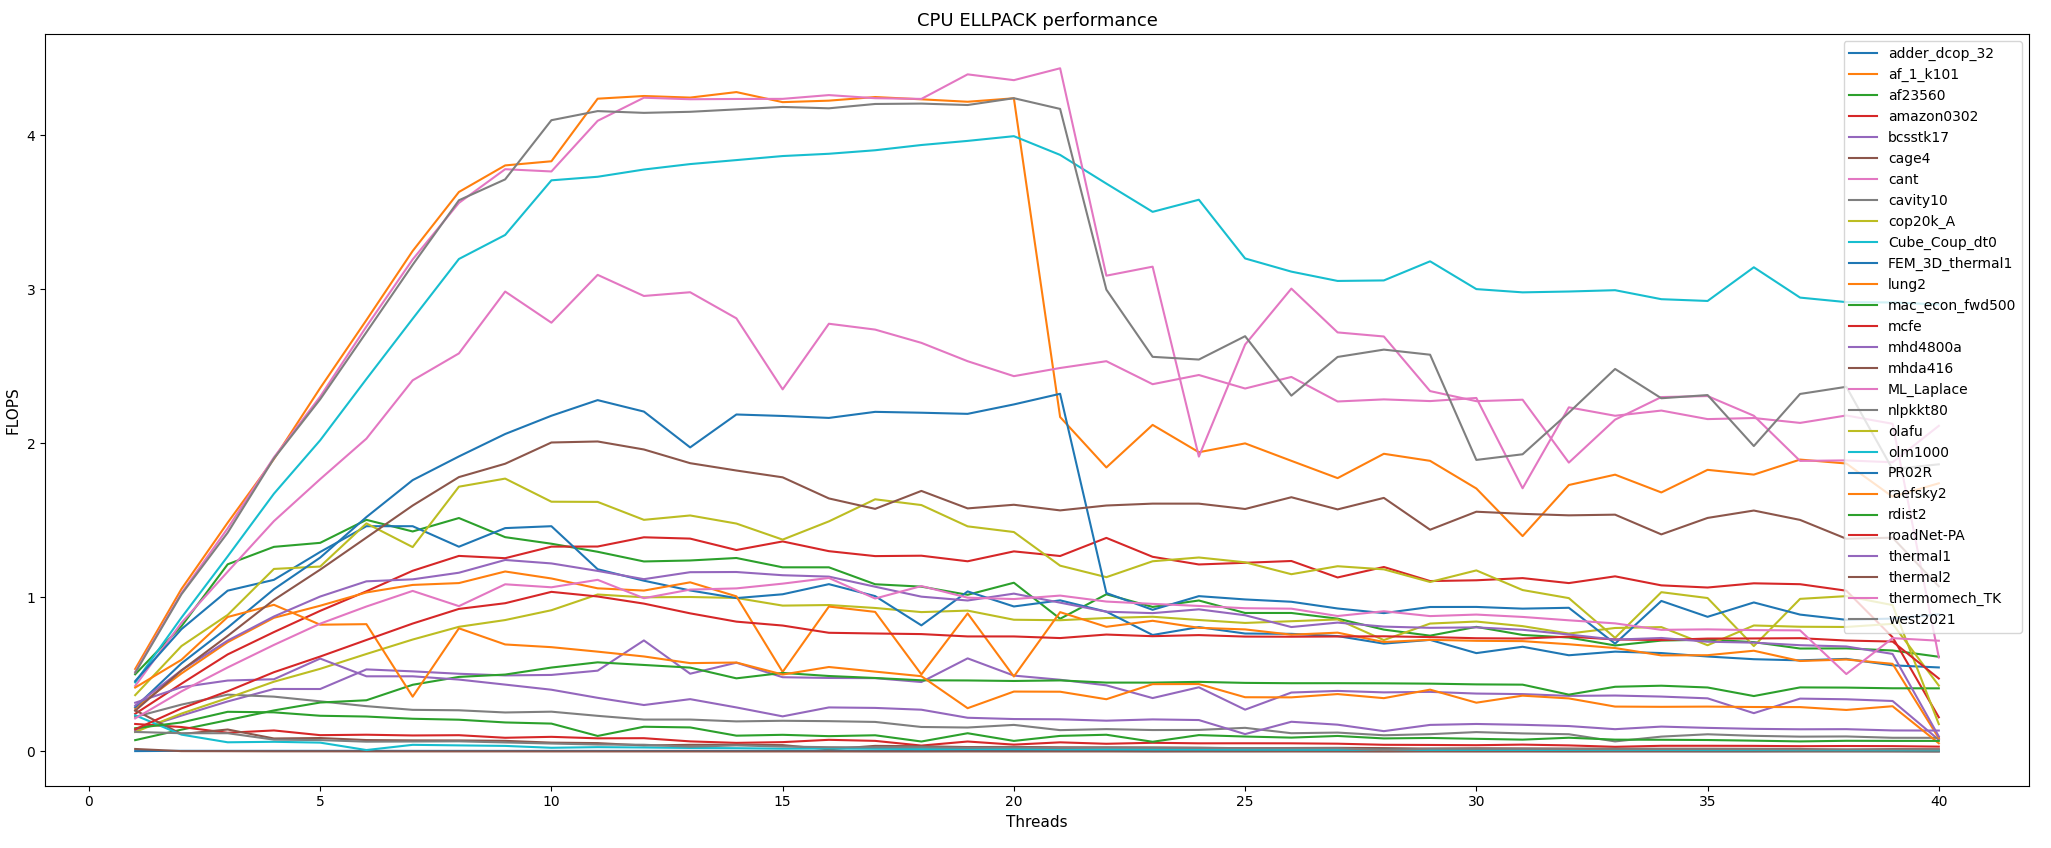 CPU ELLPACK performance
FLOPS
4
3
2
1
0
0
5
10
15
20
25
30
35
40
Threads
adder_dcop_32
af_1_k101
af23560
amazon0302
bcsstk17
cage4
cant
cavity10
cop20k_A
Cube_Coup_dt0
FEM_3D_thermal1
lung2
mac_econ_fwd500
mcfe
mhd4800a
mhda416
ML_Laplace
nlpkkt80
olafu
olm1000
PR02R
raefsky2
rdist2
roadNet-PA
thermal1
thermal2
thermomech_TK
west2021